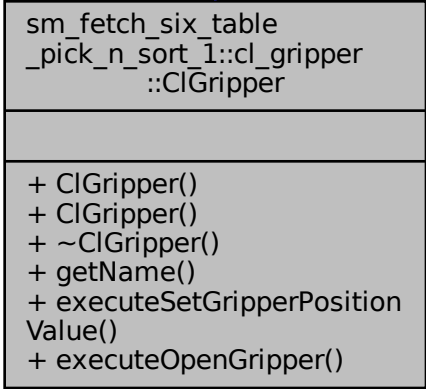 sm_fetch_six_table
_pick_n_sort_1::cl_gripper
::ClGripper
+ ClGripper()
+ ClGripper()
+ ~ClGripper()
+ getName()
+ executeSetGripperPosition
Value()
+ executeOpenGripper()